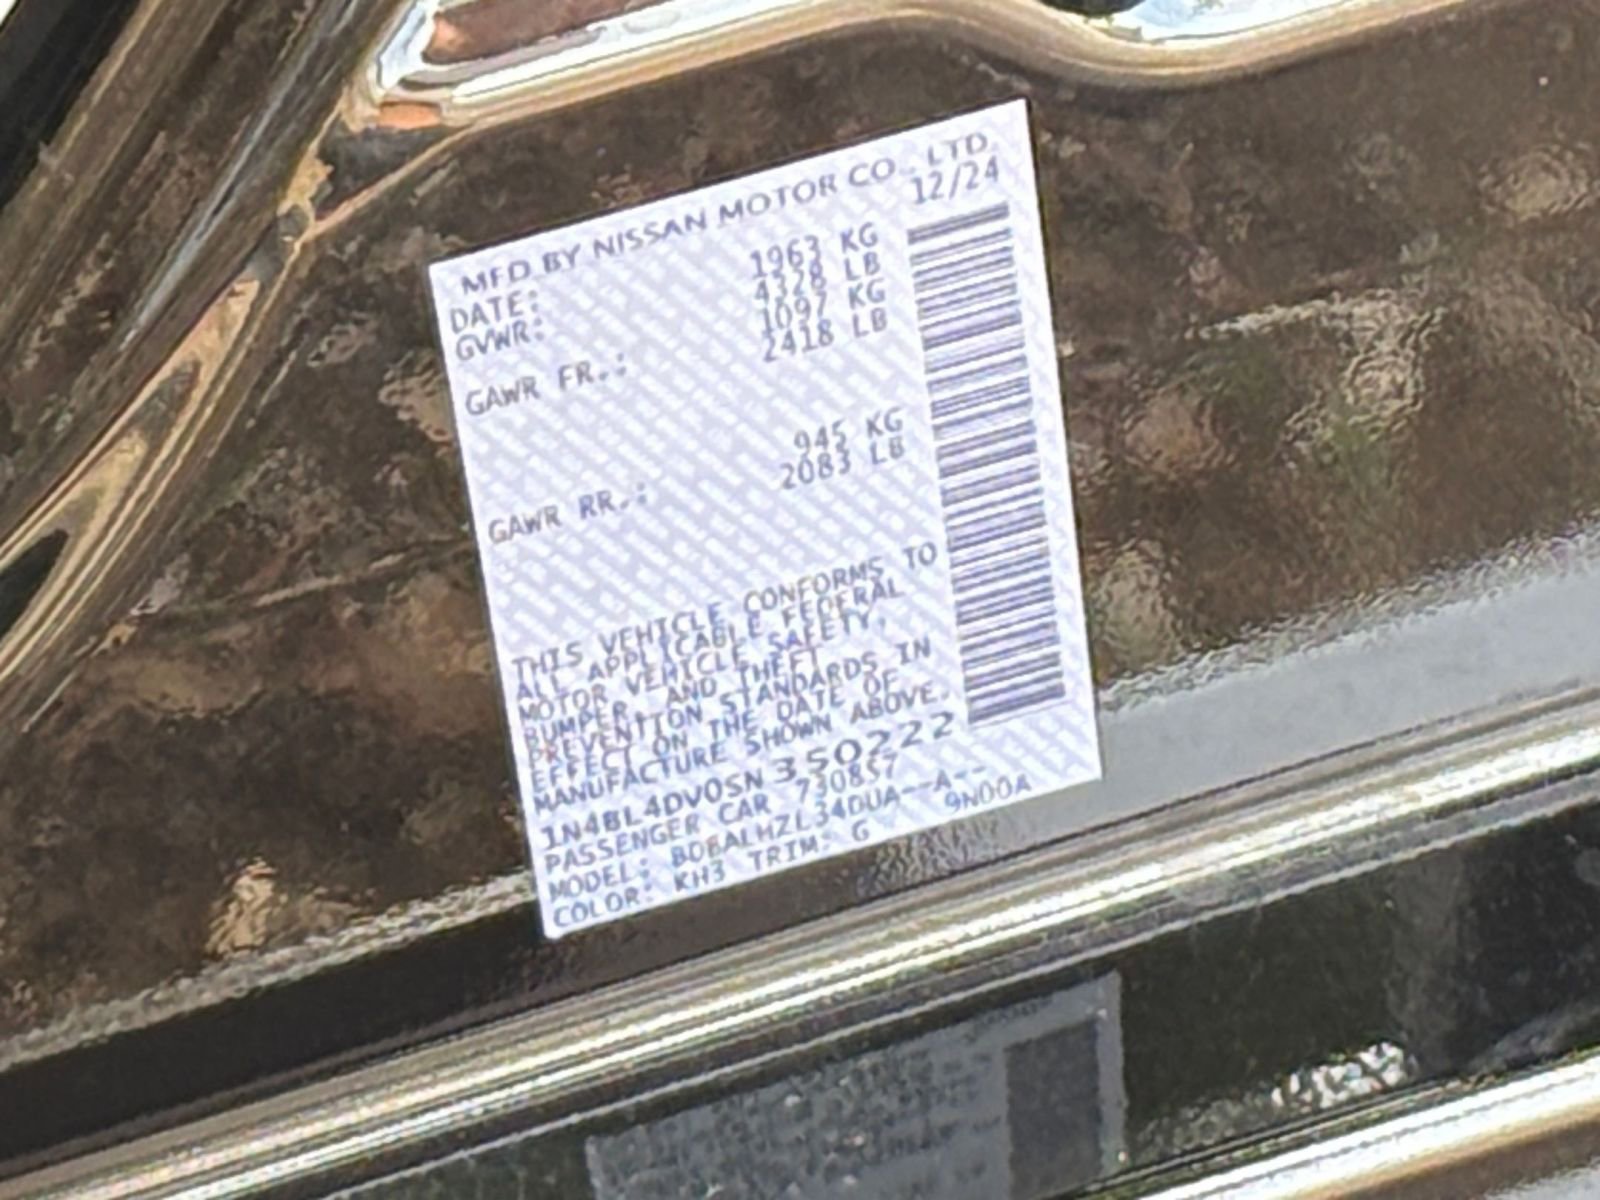 MFD BY NISSAN MOTOR CO., LTD.
DATE: 12/24
GVWR: 1963 KG
4328 LB
GAWR FR.: 1097 KG
2418 LB
GAWR RR.: 945 KG
2083 LB
THIS VEHICLE CONFORMS TO
ALL APPLICABLE FEDERAL
MOTOR VEHICLE SAFETY,
BUMPER, AND THEFT
PREVENTION STANDARDS IN
EFFECT ON THE DATE OF
MANUFACTURE SHOWN ABOVE.
1N4BL4DV0SN350222
PASSENGER CAR 730857
MODEL: BDBALHZL34DUA--A--
COLOR: KH3 TRIM: G 9N00A